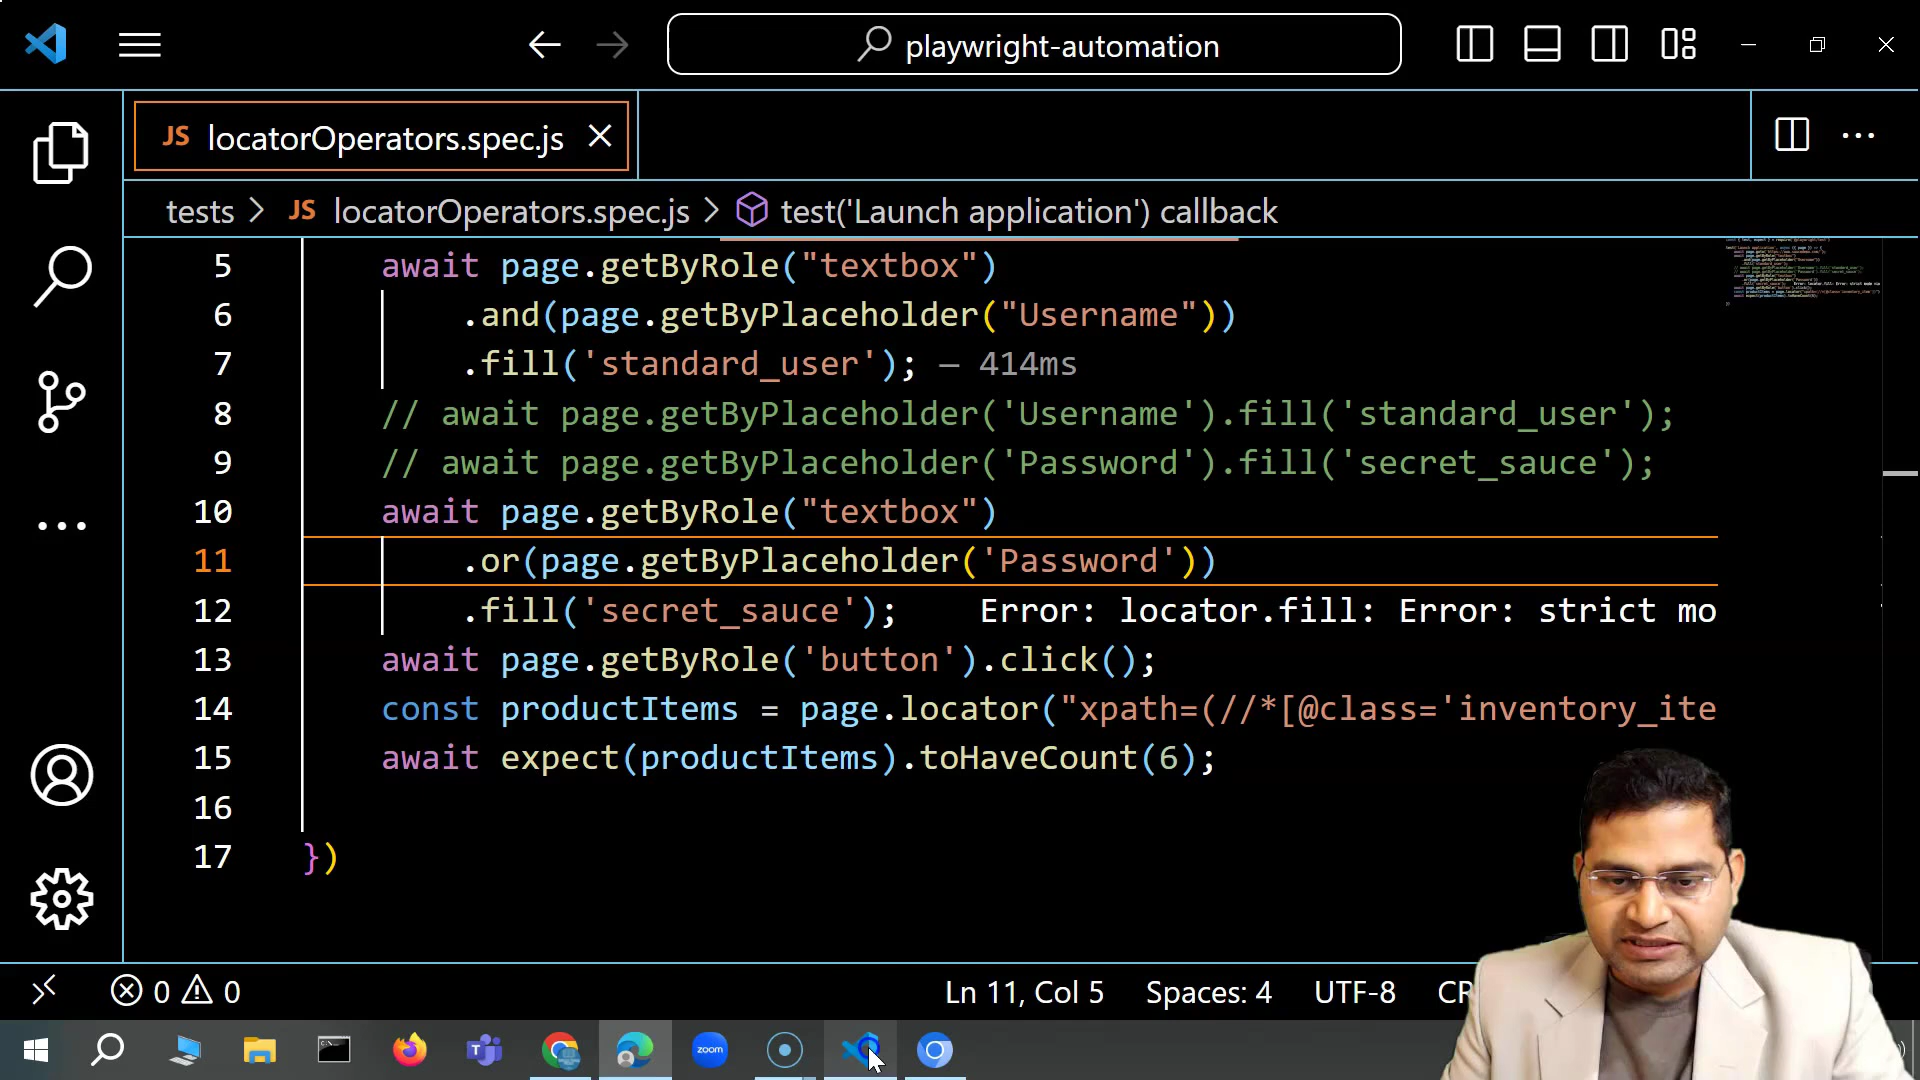 playwright-automation
JS locatorOperators.spec.js
tests > JS locatorOperators.spec.js > test('Launch application') callback
5 await page.getByRole("textbox")
6 .and(page.getByPlaceholder("Username"))
7 .fill('standard_user'); — 414ms
8 // await page.getByPlaceholder('Username').fill('standard_user');
9 // await page.getByPlaceholder('Password').fill('secret_sauce');
10 await page.getByRole("textbox")
11 .or(page.getByPlaceholder('Password'))
12 .fill('secret_sauce'); Error: locator.fill: Error: strict mo
13 await page.getByRole('button').click();
14 const productItems = page.locator("xpath=(//*[@class='inventory_ite
15 await expect(productItems).toHaveCount(6);
16
17 })
0 0 Ln 11, Col 5 Spaces: 4 UTF-8 CR
zoom